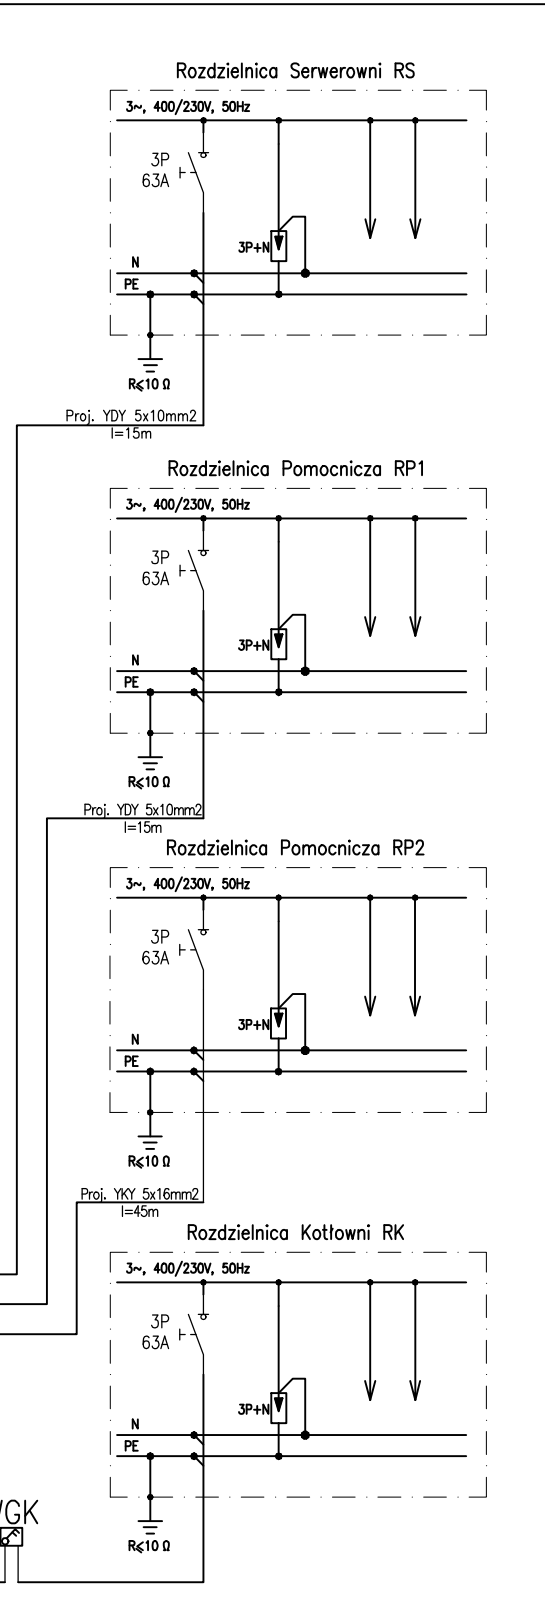 Rozdzielnica Serwerowni RS
3~, 400/230V, 50Hz
3P
63A
3P+N
N
PE
R≤10 Ω
Proj. YDY 5x10mm2
l=15m
Rozdzielnica Pomocnicza RP1
3~, 400/230V, 50Hz
3P
63A
3P+N
N
PE
R≤10 Ω
Proj. YDY 5x10mm2
l=15m
Rozdzielnica Pomocnicza RP2
3~, 400/230V, 50Hz
3P
63A
3P+N
N
PE
R≤10 Ω
Proj. YKY 5x16mm2
l=45m
Rozdzielnica Kotłowni RK
3~, 400/230V, 50Hz
3P
63A
3P+N
N
PE
GK
R≤10 Ω